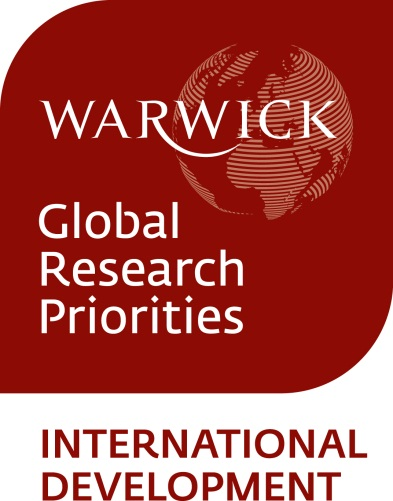 WARWICK
Global
Research
Priorities
INTERNATIONAL
DEVELOPMENT